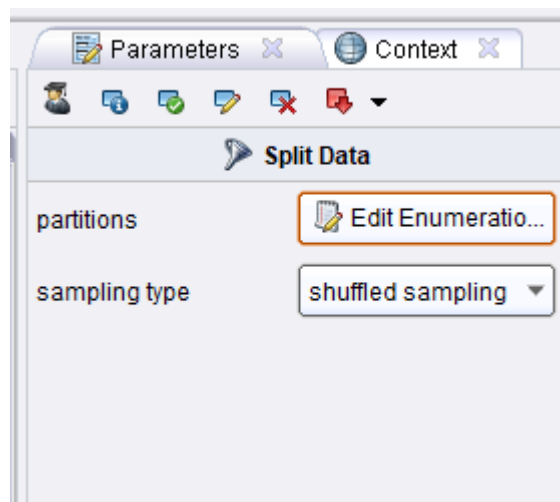 Parameters Context
Split Data
partitions Edit Enumeratio...
sampling type shuffled sampling